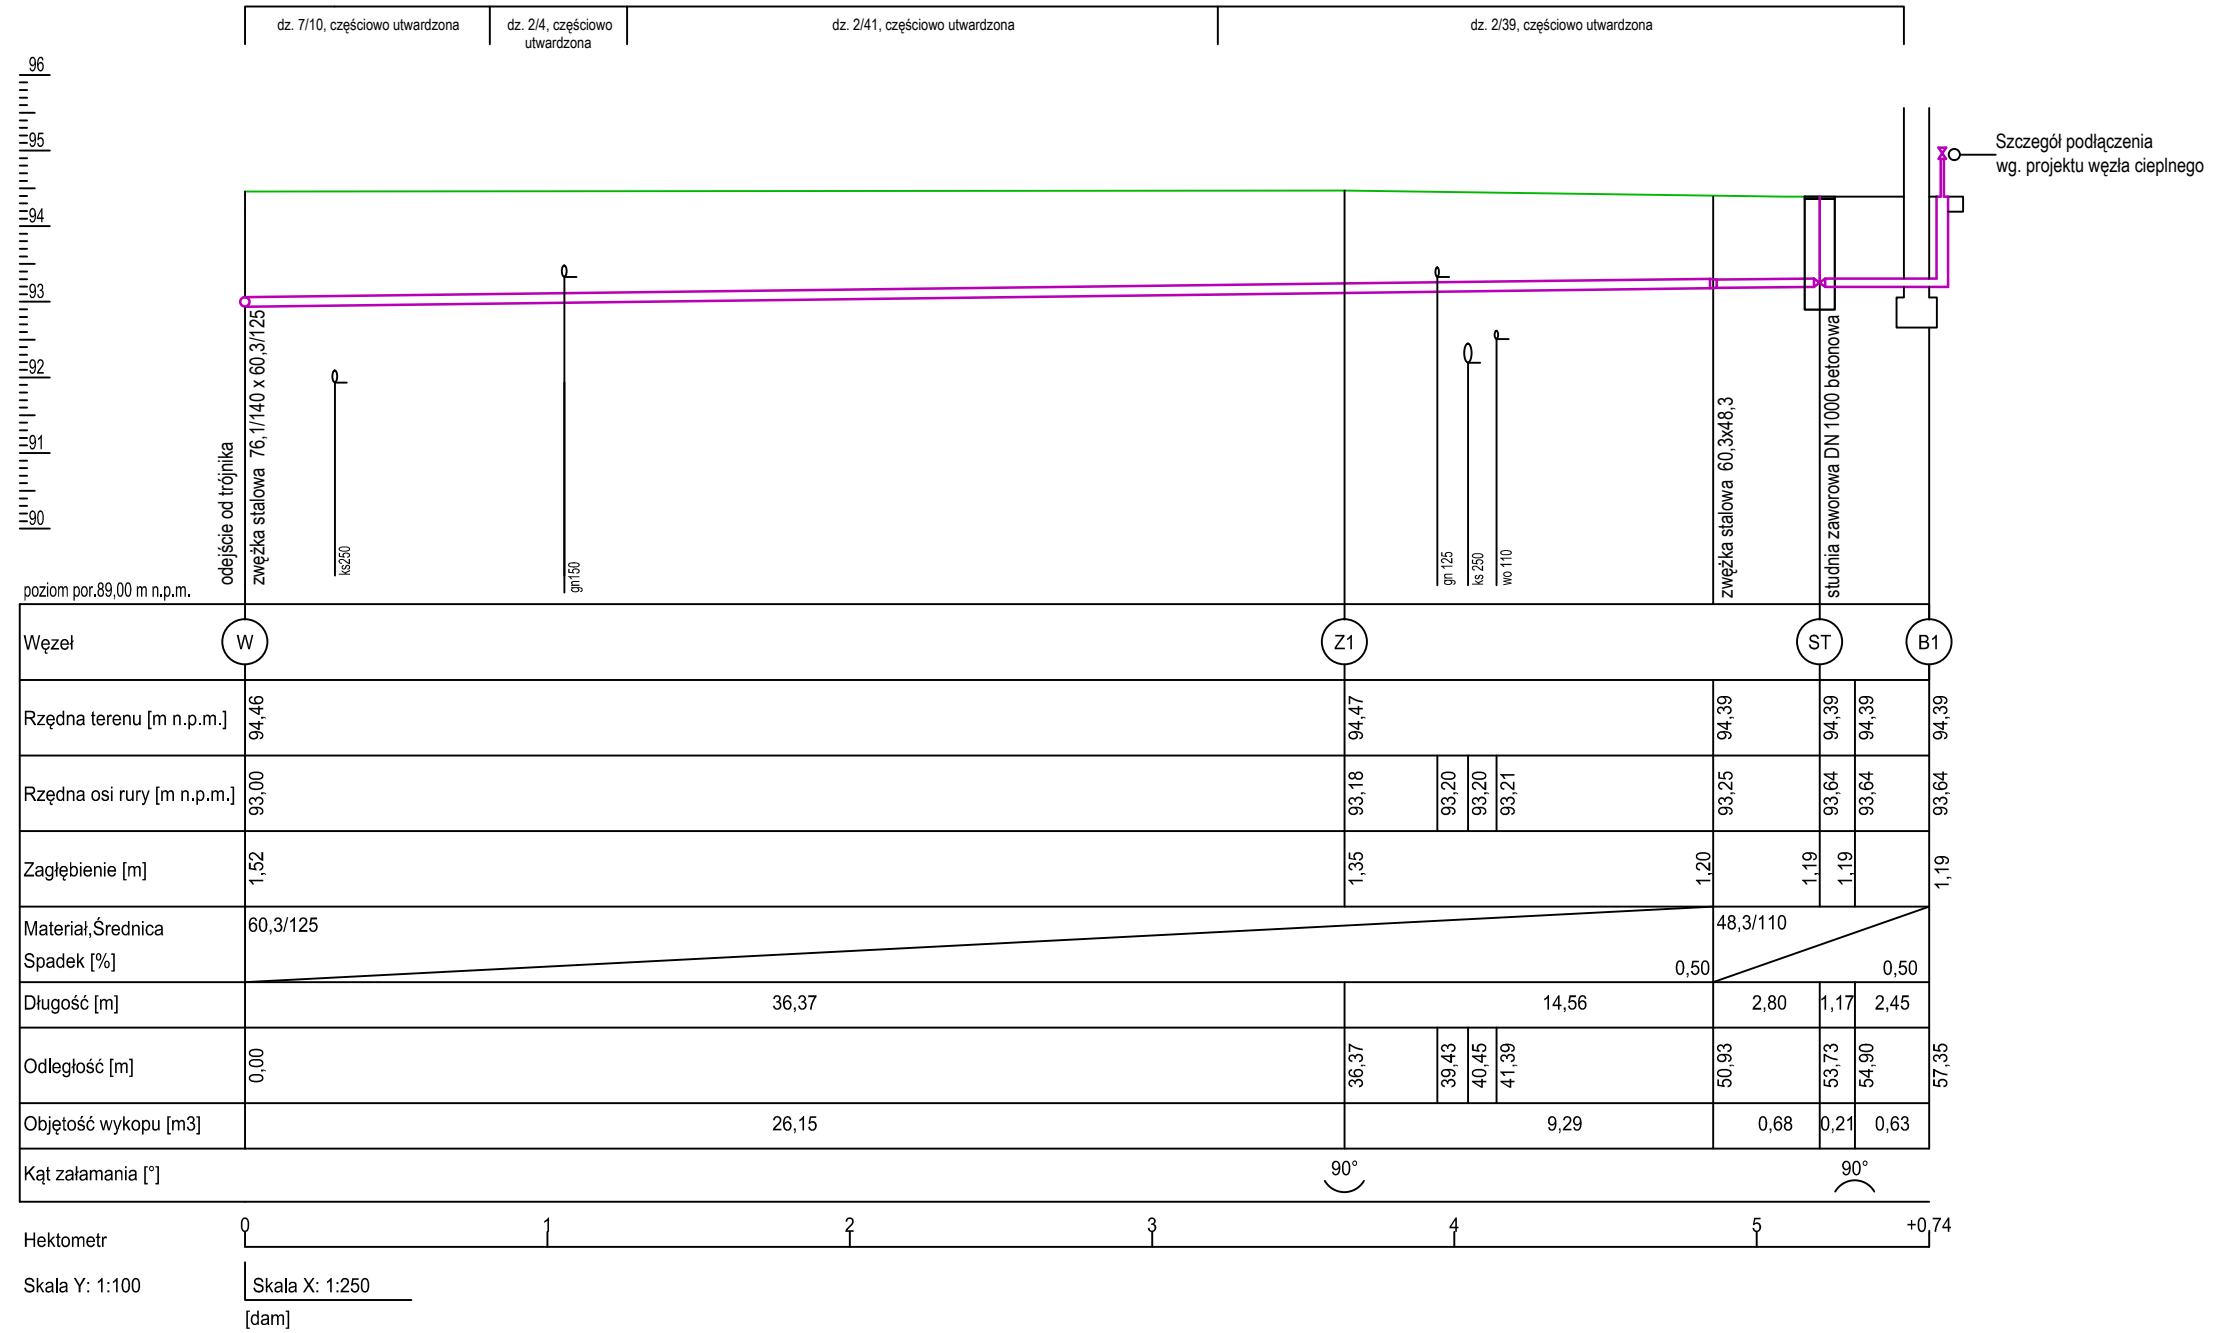 dz. 7/10, częściowo utwardzona
dz. 2/4, częściowo
utwardzona
dz. 2/41, częściowo utwardzona
dz. 2/39, częściowo utwardzona
96
95
94
93
92
91
90
Szczegół podłączenia
wg. projektu węzła cieplnego
odejście od trójnika
zwężka stalowa 76,1/140 x 60,3/125
ks250
gn150
gn 125
ks 250
wo 110
zwężka stalowa 60,3x48,3
studnia zaworowa DN 1000 betonowa
poziom por.89,00 m n.p.m.
Węzeł
W
Z1
ST
B1
Rzędna terenu [m n.p.m.]
94,46
94,47
94,39
94,39
94,39
94,39
Rzędna osi rury [m n.p.m.]
93,00
93,18
93,20
93,20
93,21
93,25
93,64
93,64
93,64
Zagłębienie [m]
1,52
1,35
1,20
1,19
1,19
1,19
Materiał,Średnica
Spadek [%]
60,3/125
0,50
48,3/110
0,50
Długość [m]
36,37
14,56
2,80
1,17
2,45
Odległość [m]
0,00
36,37
39,43
40,45
41,39
50,93
53,73
54,90
57,35
Objętość wykopu [m3]
26,15
9,29
0,68
0,21
0,63
Kąt załamania [°]
90°
90°
Hektometr
0
1
2
3
4
5
+0,74
Skala Y: 1:100
Skala X: 1:250
[dam]